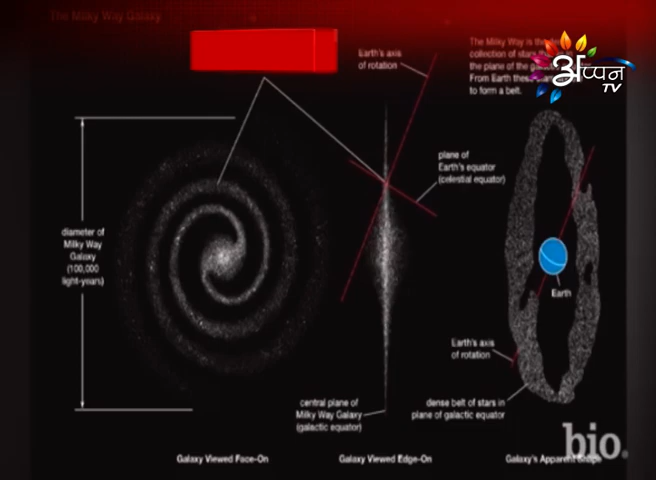 The Milky Way Galaxy
Earth's axis
of rotation
The Milky Way is the
collection of stars
the plane of the
From Earth these
to form a belt.
अप्पन
TV
plane of
Earth's equator
(celestial equator)
diameter of
Milky Way
Galaxy
(100,000
light-years)
Earth
Earth's axis
of rotation
central plane of
Milky Way Galaxy
(galactic equator)
dense belt of stars in
plane of galactic equator
bio.
Galaxy Viewed Face-On
Galaxy Viewed Edge-On
Galaxy's Apparent